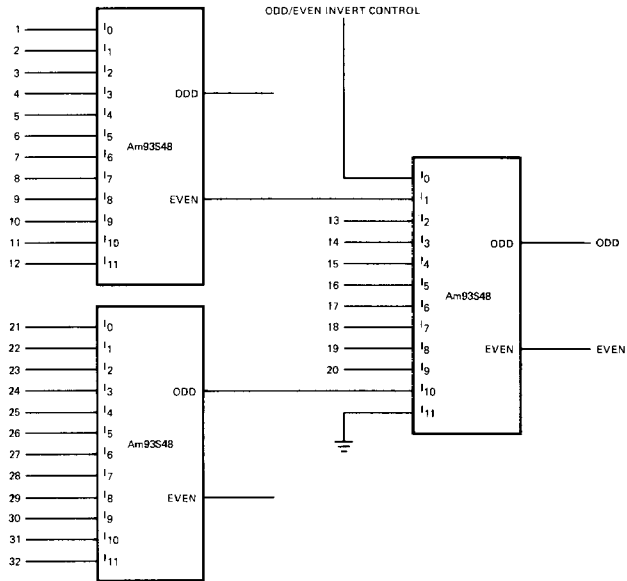 ODD/EVEN INVERT CONTROL
1 I0
2 I1
3 I2
4 I3
ODD
5 I4
6 I5
Am93S48
7 I6
8 I7
9 I8
EVEN
10 I9
11 I10
12 I11
I0
I1
13 I2
14 I3
ODD
ODD
15 I4
16 I5
Am93S48
17 I6
18 I7
19 I8
EVEN
EVEN
20 I9
I10
I11
21 I0
22 I1
23 I2
24 I3
ODD
25 I4
26 I5
Am93S48
27 I6
28 I7
29 I8
EVEN
30 I9
31 I10
32 I11